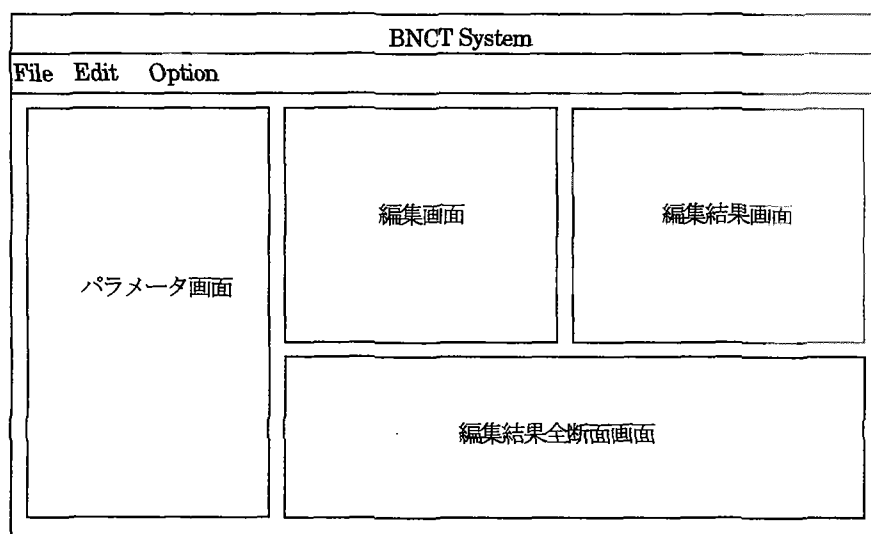 BNCT System
File Edit Option
パラメータ画面
編集画面
編集結果画面
編集結果全断面画面